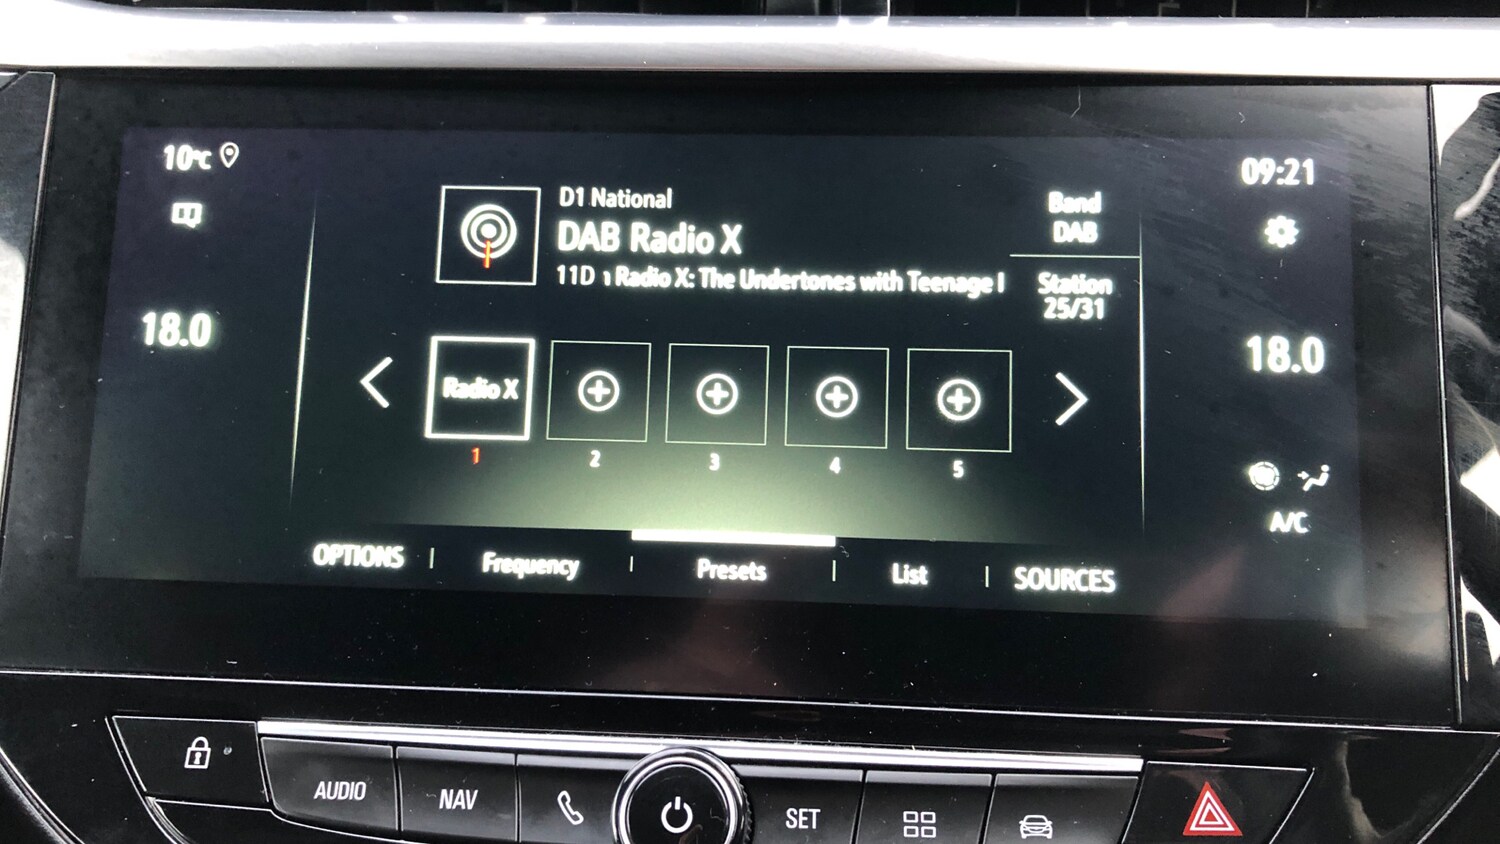 10°C
09:21
D1 National
DAB Radio X
11D
Radio X: The Undertones with Teenage
Band
DAB
Station
25/31
18.0
18.0
Radio X
1
2
3
4
5
A/C
OPTIONS
Frequency
Presets
List
SOURCES
AUDIO
NAV
SET